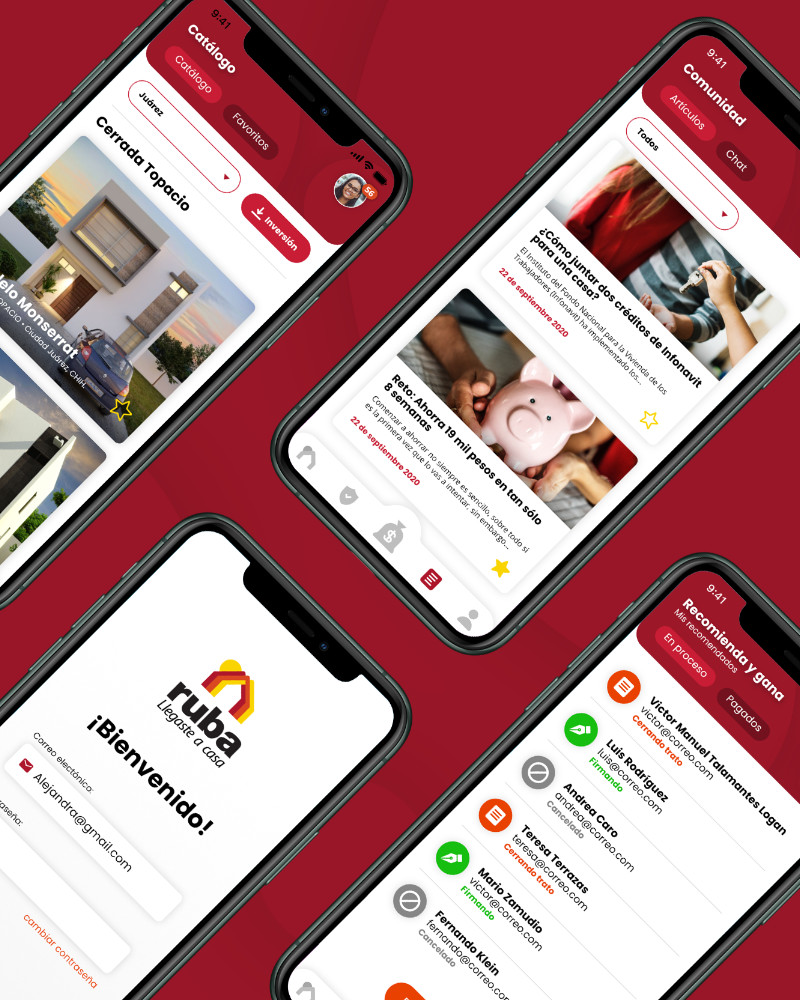 9:41
Catálogo
Catálogo
Favoritos
Juárez
56
Inversión
Cerrada Topacio
Monserrat
Ciudad Juárez, CHIH.
9:41
Comunidad
Artículos
Chat
Todos
¿Cómo juntar dos créditos de Infonavit
para una casa?
El Instituto del Fondo Nacional para la Vivienda de los
Trabajadores (Infonavit) ha implementado los...
22 de septiembre 2020
Reto: Ahorra 19 mil pesos en tan sólo
8 semanas
Comenzar a ahorrar no siempre es sencillo, sobre todo si
es la primera vez que lo vas a intentar, sin embargo...
22 de septiembre 2020
$
ruba
Llegaste a casa
¡Bienvenido!
Correo electrónico:
Alejandra@gmail.com
raseña:
cambiar contraseña
9:41
Recomienda y gana
Mis recomendados
En proceso
Pagados
Victor Manuel Talamantes Logan
victor@correo.com
Cerrando trato
Luis Rodríguez
luis@correo.com
Firmando
Andrea Caro
andrea@correo.com
Cancelado
Teresa Terrazas
teresa@correo.com
Cerrando trato
Mario Zamudio
victor@correo.com
Firmando
Fernando Klein
fernando@correo.com
Cancelado